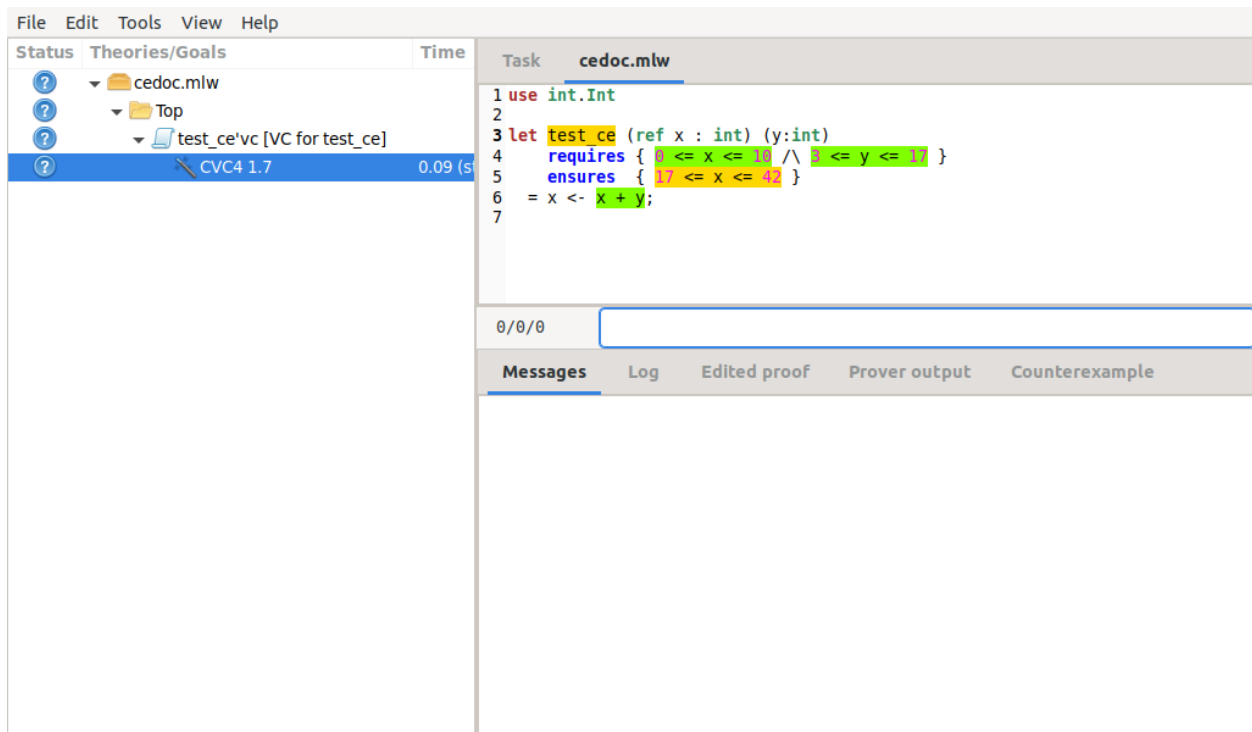 File Edit Tools View Help
Status Theories/Goals Time
cedoc.mlw
Top
test_ce'vc [VC for test_ce]
CVC4 1.7 0.09 (st
Task cedoc.mlw
1 use int.Int
2
3 let test_ce (ref x : int) (y:int)
4     requires { 0 <= x <= 10 /\ 3 <= y <= 17 }
5     ensures  { 17 <= x <= 42 }
6   = x <- x + y;
7
0/0/0
Messages Log Edited proof Prover output Counterexample